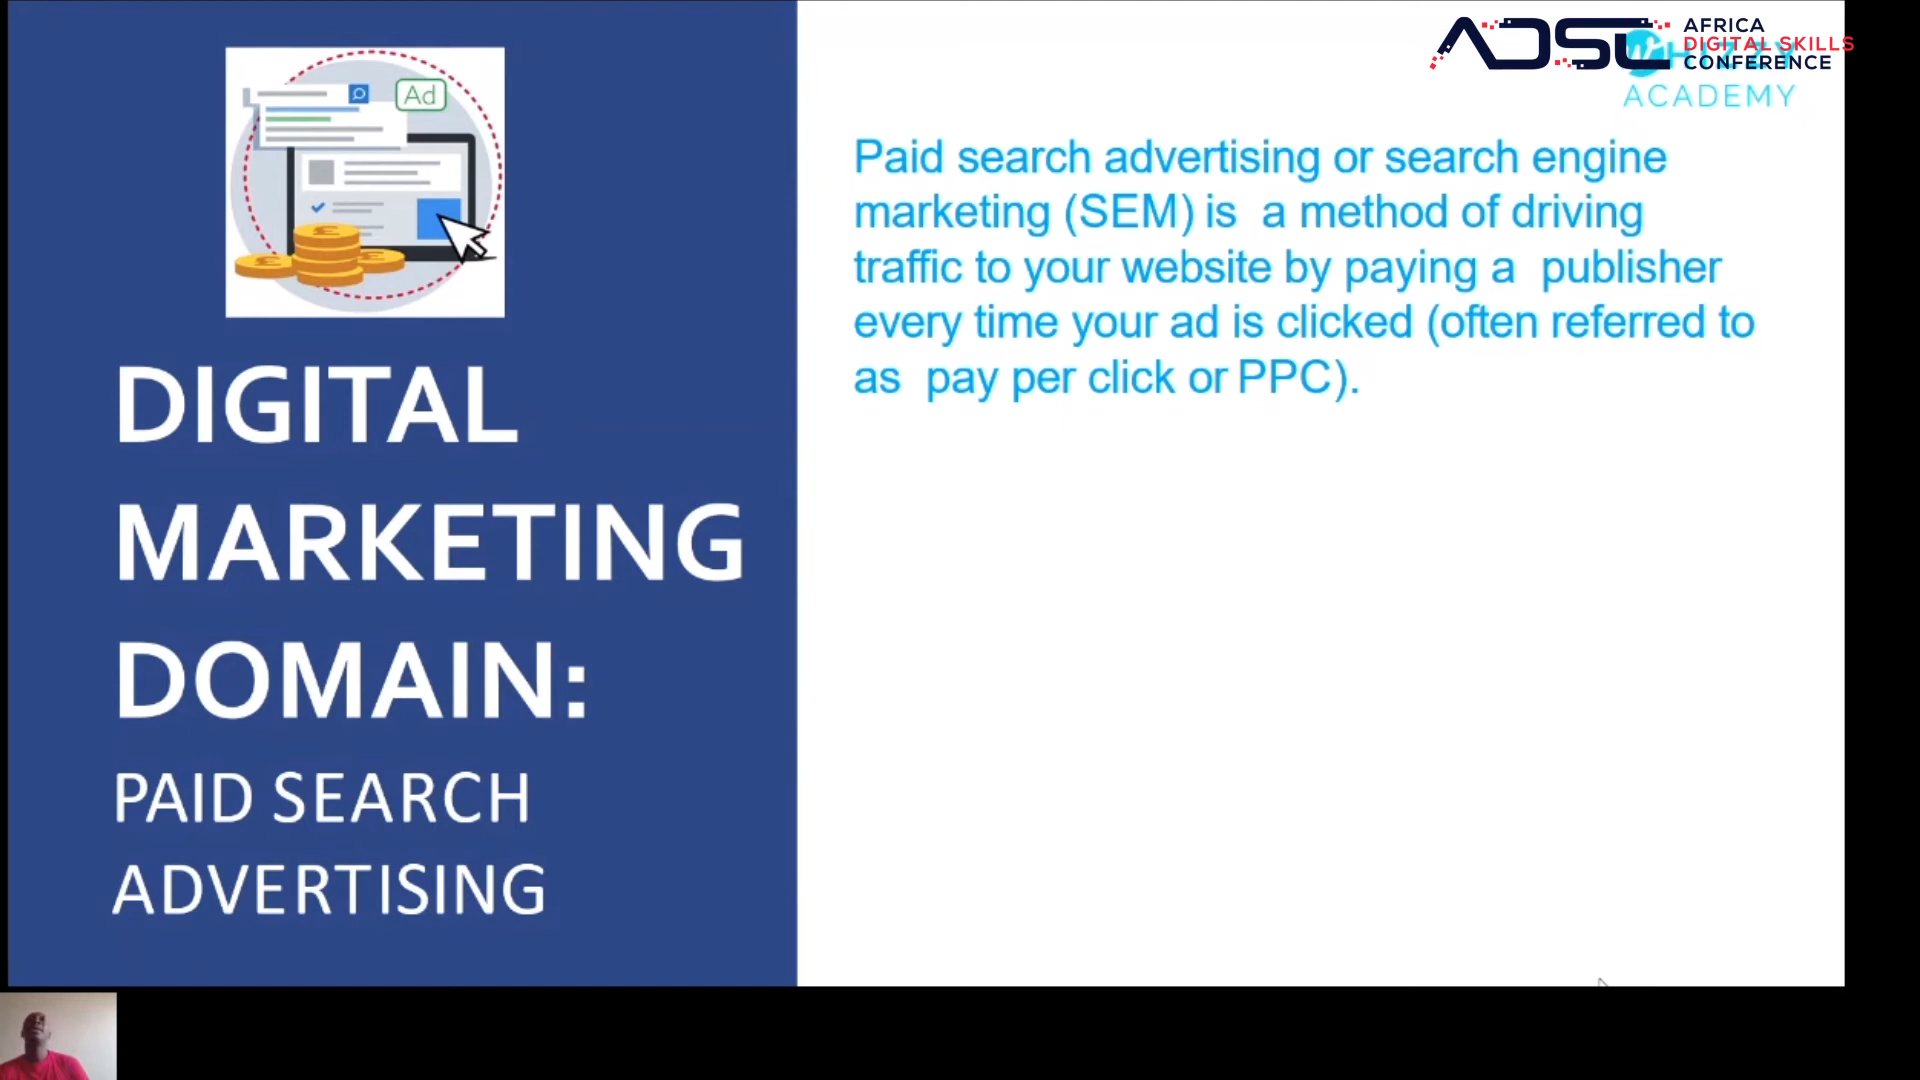 AFRICA
DIGITAL SKILLS
CONFERENCE
ADSC
ACADEMY
Ad
Paid search advertising or search engine
marketing (SEM) is a method of driving
traffic to your website by paying a publisher
every time your ad is clicked (often referred to
as pay per click or PPC).
DIGITAL
MARKETING
DOMAIN:
PAID SEARCH
ADVERTISING